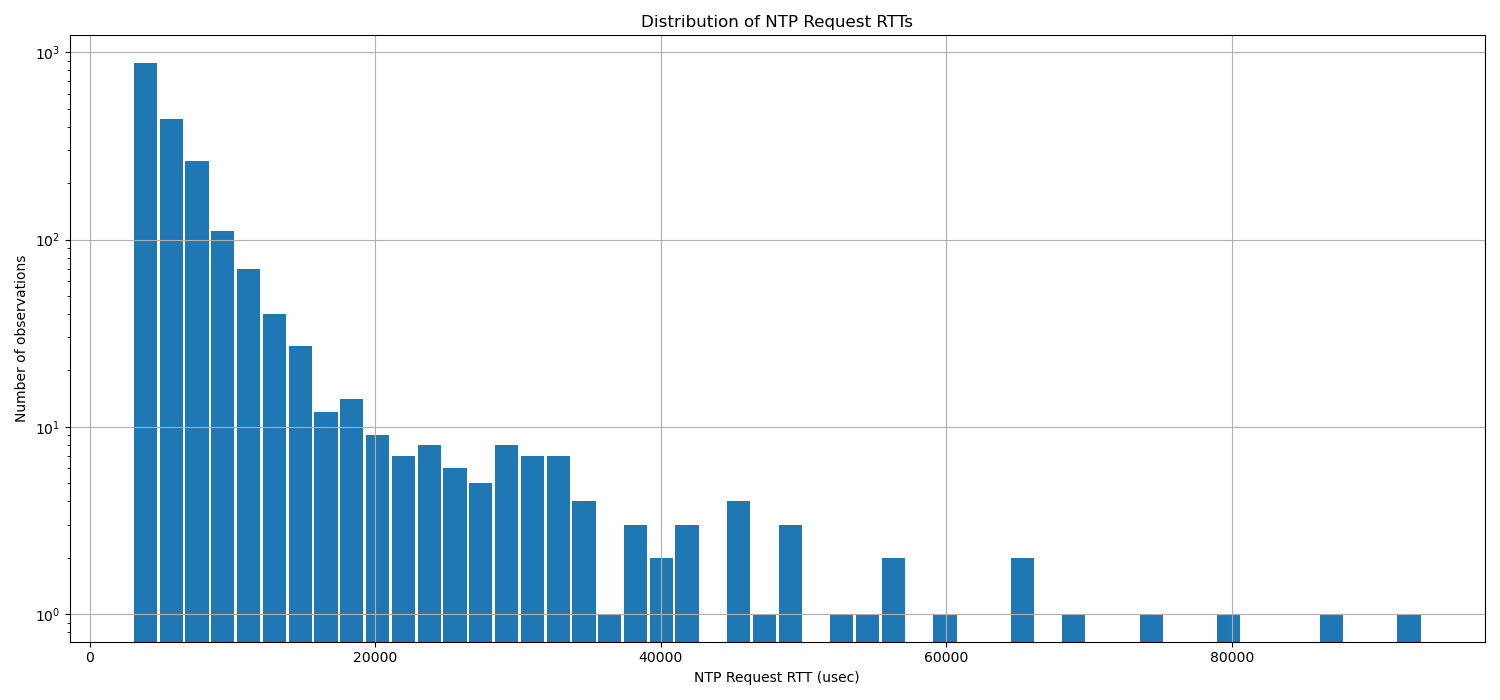 Distribution of NTP Request RTTs
Number of observations
10³
10²
10¹
10⁰
0 20000 40000 60000 80000
NTP Request RTT (usec)